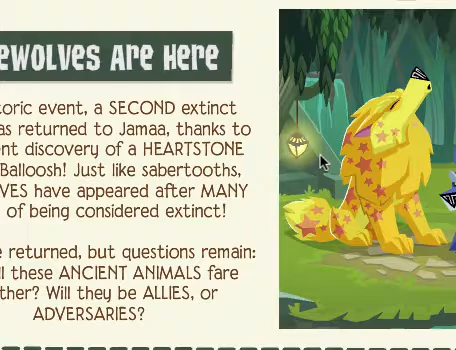 EWOLVES ARE HERE
toric event, a SECOND extinct
as returned to Jamaa, thanks to
nt discovery of a HEARTSTONE
Balloosh! Just like sabertooths,
VES have appeared after MANY
of being considered extinct!
e returned, but questions remain:
ll these ANCIENT ANIMALS fare
ther? Will they be ALLIES, or
ADVERSARIES?